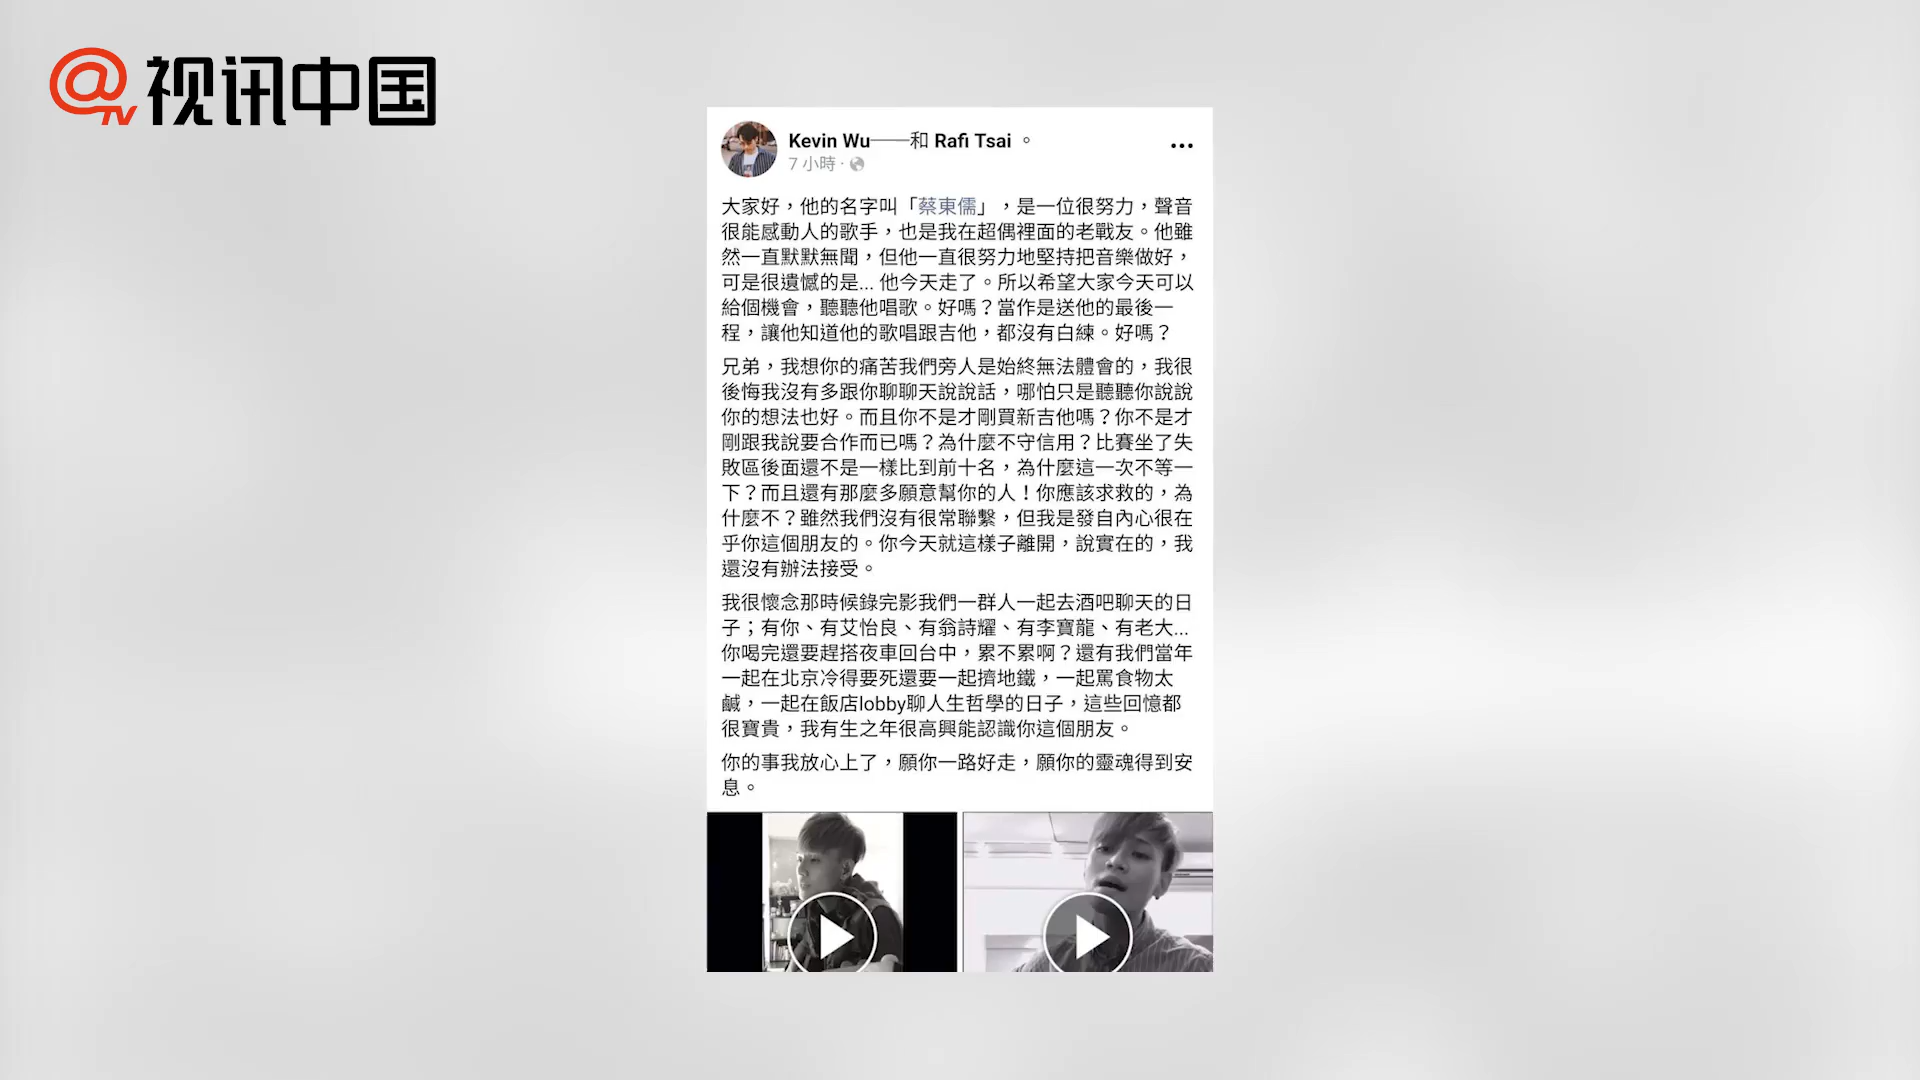 @TV 视讯中国
Kevin Wu——和 Rafi Tsai。
7 小時 ·
大家好，他的名字叫「蔡東儒」，是一位很努力，聲音
很能感動人的歌手，也是我在超偶裡面的老戰友。他雖
然一直默默無聞，但他一直很努力地堅持把音樂做好，
可是很遺憾的是... 他今天走了。所以希望大家今天可以
給個機會，聽聽他唱歌。好嗎？當作是送他的最後一
程，讓他知道他的歌唱跟吉他，都沒有白練。好嗎？
兄弟，我想你的痛苦我們旁人是始終無法體會的，我很
後悔我沒有多跟你聊聊天說說話，哪怕只是聽聽你說說
你的想法也好。而且你不是才剛買新吉他嗎？你不是才
剛跟我說要合作而已嗎？為什麼不守信用？比賽坐了失
敗區後面還不是一樣比到前十名，為什麼這一次不等一
下？而且還有那麼多願意幫你的人！你應該求救的，為
什麼不？雖然我們沒有很常聯繫，但我是發自內心很在
乎你這個朋友的。你今天就這樣子離開，說實在的，我
還沒有辦法接受。
我很懷念那時候錄完影我們一群人一起去酒吧聊天的日
子；有你、有艾怡良、有翁詩耀、有李寶龍、有老大...
你喝完還要趕搭夜車回台中，累不累啊？還有我們當年
一起在北京冷得要死還要一起擠地鐵，一起罵食物太
鹹，一起在飯店lobby聊人生哲學的日子，這些回憶都
很寶貴，我有生之年很高興能認識你這個朋友。
你的事我放心上了，願你一路好走，願你的靈魂得到安
息。